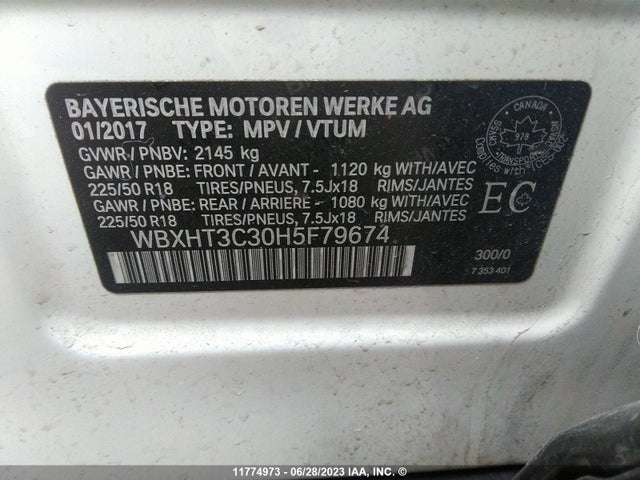 BAYERISCHE MOTOREN WERKE AG
01/2017 TYPE: MPV / VTUM
GVWR / PNBV: 2145 kg
GAWR / PNBE: FRONT / AVANT - 1120 kg WITH/AVEC
225/50 R18 TIRES/PNEUS, 7.5Jx18 RIMS/JANTES
GAWR / PNBE: REAR / ARRIERE - 1080 kg WITH/AVEC
225/50 R18 TIRES/PNEUS, 7.5Jx18 RIMS/JANTES
WBXHT3C30H5F79674
CANADA
978
TRANSPORT
EC
300/0
7 353 401
11774973 - 06/28/2023 IAA, Inc. ©